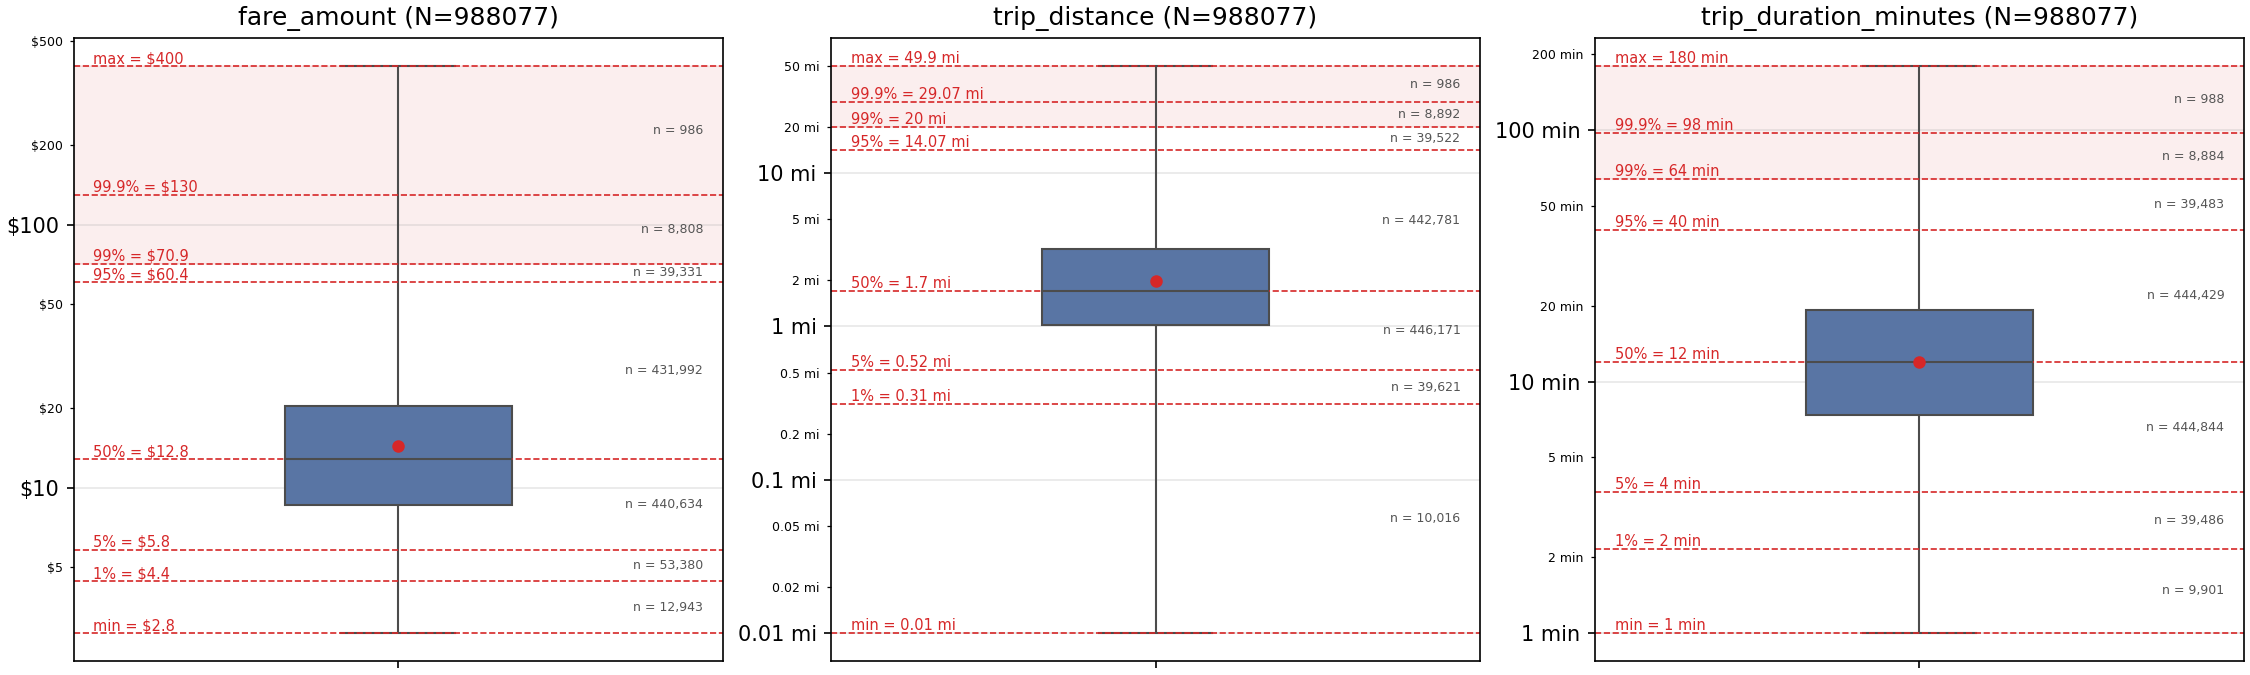 fare_amount (N=988077)
$500
$200
$100
$50
$20
$10
$5
max = $400
99.9% = $130
99% = $70.9
95% = $60.4
50% = $12.8
5% = $5.8
1% = $4.4
min = $2.8
n = 986
n = 8,808
n = 39,331
n = 431,992
n = 440,634
n = 53,380
n = 12,943
trip_distance (N=988077)
50 mi
20 mi
10 mi
5 mi
2 mi
1 mi
0.5 mi
0.2 mi
0.1 mi
0.05 mi
0.02 mi
0.01 mi
max = 49.9 mi
99.9% = 29.07 mi
99% = 20 mi
95% = 14.07 mi
50% = 1.7 mi
5% = 0.52 mi
1% = 0.31 mi
min = 0.01 mi
n = 986
n = 8,892
n = 39,522
n = 442,781
n = 446,171
n = 39,621
n = 10,016
trip_duration_minutes (N=988077)
200 min
100 min
50 min
20 min
10 min
5 min
2 min
1 min
max = 180 min
99.9% = 98 min
99% = 64 min
95% = 40 min
50% = 12 min
5% = 4 min
1% = 2 min
min = 1 min
n = 988
n = 8,884
n = 39,483
n = 444,429
n = 444,844
n = 39,486
n = 9,901